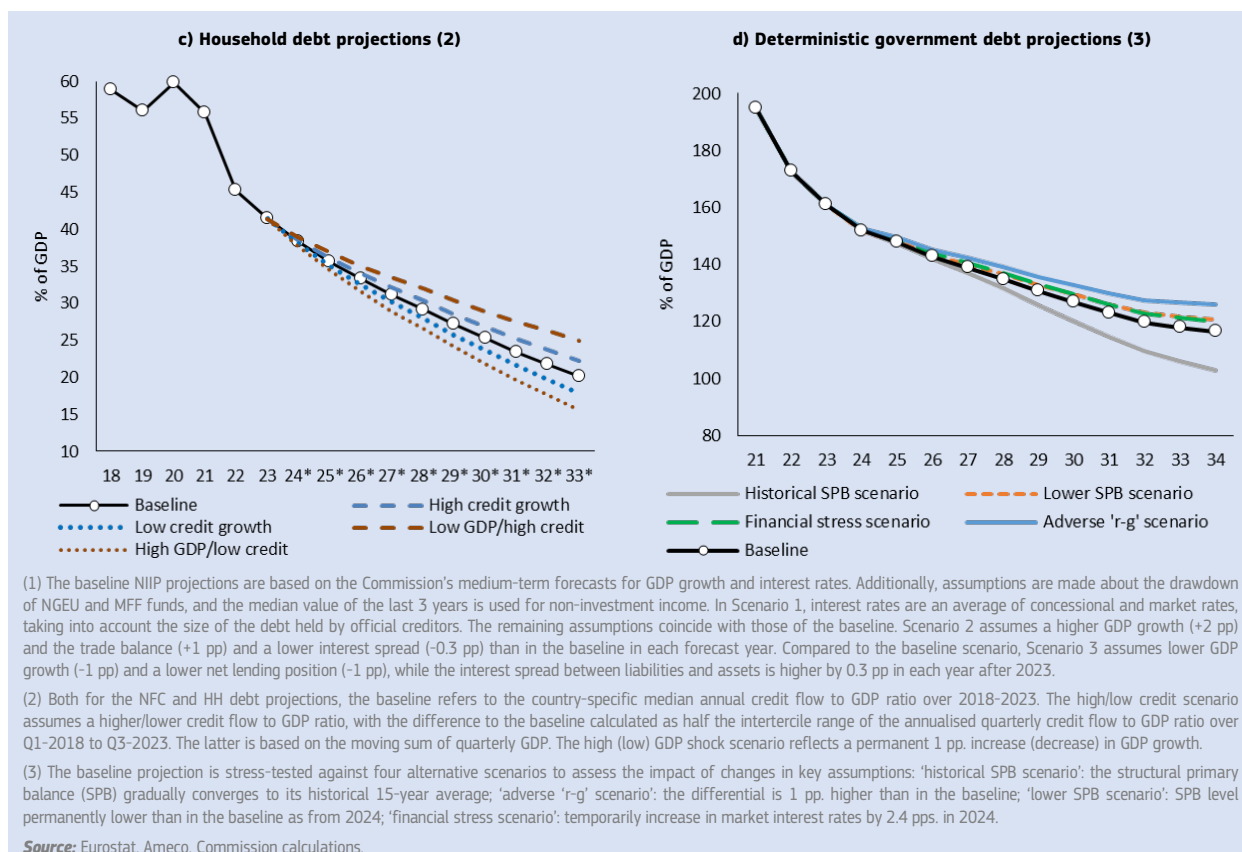 c) Household debt projections (2)
60
55
50
45
40
35
30
25
20
15
10
% of GDP
18 19 20 21 22 23 24* 25* 26* 27* 28* 29* 30* 31* 32* 33*
Baseline
High credit growth
Low credit growth
Low GDP/high credit
High GDP/low credit
d) Deterministic government debt projections (3)
200
180
160
140
120
100
80
% of GDP
21 22 23 24 25 26 27 28 29 30 31 32 33 34
Historical SPB scenario
Lower SPB scenario
Financial stress scenario
Adverse 'r-g' scenario
Baseline
(1) The baseline NIIP projections are based on the Commission’s medium-term forecasts for GDP growth and interest rates. Additionally, assumptions are made about the drawdown
of NGEU and MFF funds, and the median value of the last 3 years is used for non-investment income. In Scenario 1, interest rates are an average of concessional and market rates,
taking into account the size of the debt held by official creditors. The remaining assumptions coincide with those of the baseline. Scenario 2 assumes a higher GDP growth (+2 pp)
and the trade balance (+1 pp) and a lower interest spread (-0.3 pp) than in the baseline in each forecast year. Compared to the baseline scenario, Scenario 3 assumes lower GDP
growth (-1 pp) and a lower net lending position (-1 pp), while the interest spread between liabilities and assets is higher by 0.3 pp in each year after 2023.
(2) Both for the NFC and HH debt projections, the baseline refers to the country-specific median annual credit flow to GDP ratio over 2018-2023. The high/low credit scenario
assumes a higher/lower credit flow to GDP ratio, with the difference to the baseline calculated as half the intertercile range of the annualised quarterly credit flow to GDP ratio over
Q1-2018 to Q3-2023. The latter is based on the moving sum of quarterly GDP. The high (low) GDP shock scenario reflects a permanent 1 pp. increase (decrease) in GDP growth.
(3) The baseline projection is stress-tested against four alternative scenarios to assess the impact of changes in key assumptions: ‘historical SPB scenario’: the structural primary
balance (SPB) gradually converges to its historical 15-year average; ‘adverse ‘r-g’ scenario’: the differential is 1 pp. higher than in the baseline; ‘lower SPB scenario’: SPB level
permanently lower than in the baseline as from 2024; ‘financial stress scenario’: temporarily increase in market interest rates by 2.4 pps. in 2024.
Source: Eurostat, Ameco, Commission calculations.